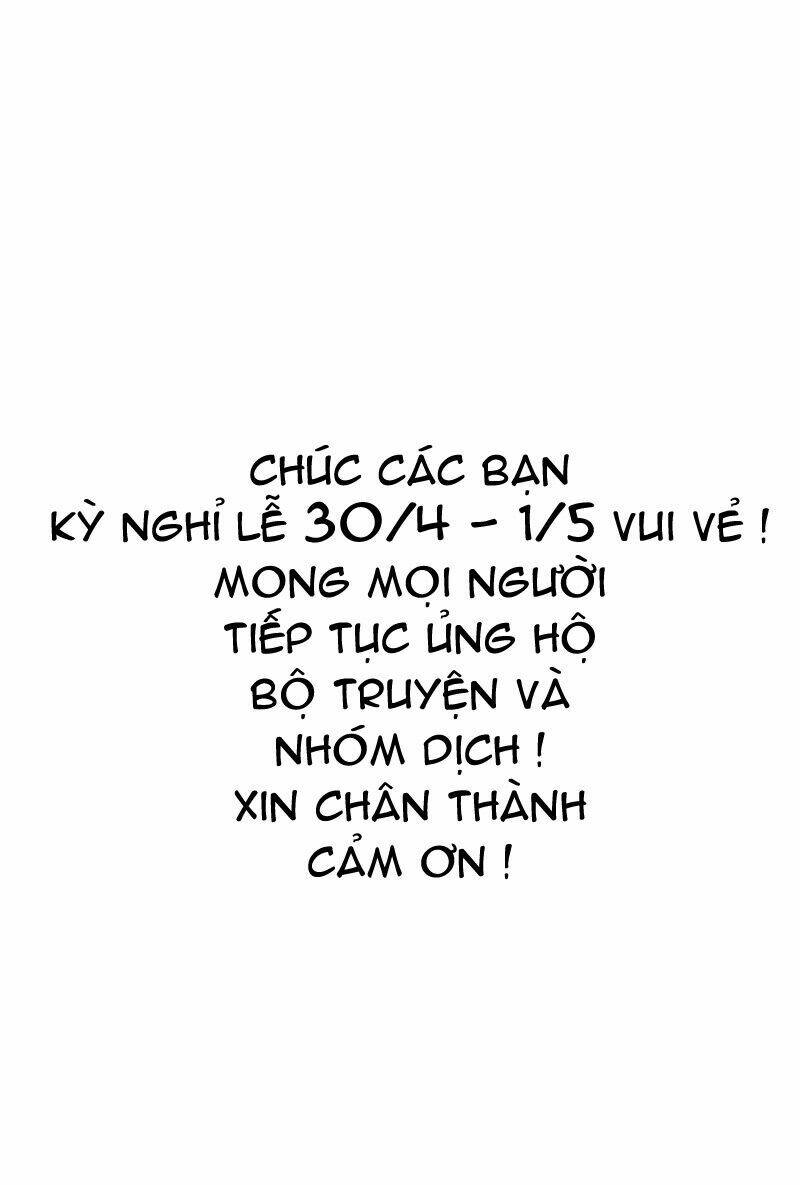 CHÚC CÁC BẠN
KỲ NGHỈ LỄ 30/4 - 1/5 VUI VẺ !
MONG MỌI NGƯỜI
TIẾP TỤC ỦNG HỘ
BỘ TRUYỆN VÀ
NHÓM DỊCH !
XIN CHÂN THÀNH
CẢM ƠN !